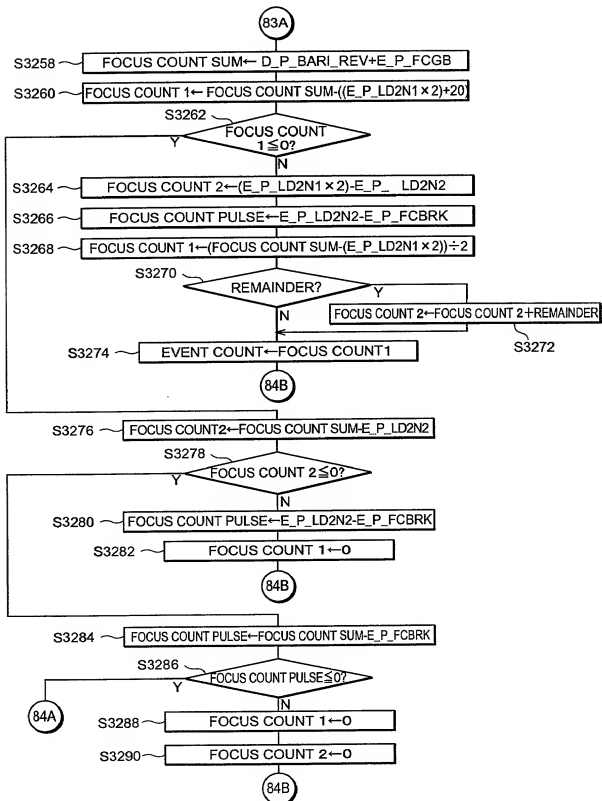 83A
S3258 FOCUS COUNT SUM← D_P_BARI_REV+E_P_FCGB
S3260 FOCUS COUNT 1← FOCUS COUNT SUM-((E_P_LD2N1×2)+20)
S3262
FOCUS COUNT
1≦0?
Y
N
S3264 FOCUS COUNT 2←(E_P_LD2N1×2)-E_P_ LD2N2
S3266 FOCUS COUNT PULSE←E_P_LD2N2-E_P_FCBRK
S3268 FOCUS COUNT 1←(FOCUS COUNT SUM-(E_P_LD2N1×2))÷2
S3270
REMAINDER?
Y
N
FOCUS COUNT 2←FOCUS COUNT 2+REMAINDER
S3272
S3274 EVENT COUNT←FOCUS COUNT1
84B
S3276 FOCUS COUNT2←FOCUS COUNT SUM-E_P_LD2N2
S3278
FOCUS COUNT 2≦0?
Y
N
S3280 FOCUS COUNT PULSE←E_P_LD2N2-E_P_FCBRK
S3282 FOCUS COUNT 1←0
84B
S3284 FOCUS COUNT PULSE←FOCUS COUNT SUM-E_P_FCBRK
S3286
FOCUS COUNT PULSE≦0?
Y
N
84A
S3288 FOCUS COUNT 1←0
S3290 FOCUS COUNT 2←0
84B